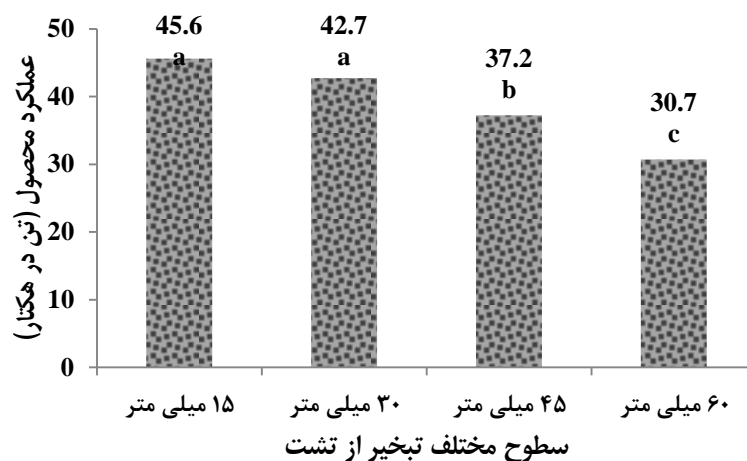 عملکرد محصول (تن در هکتار)
50
40
30
20
10
0
45.6
a
42.7
a
37.2
b
30.7
c
۱۵ میلی متر
۳۰ میلی متر
۴۵ میلی متر
۶۰ میلی متر
سطوح مختلف تبخیر از تشت